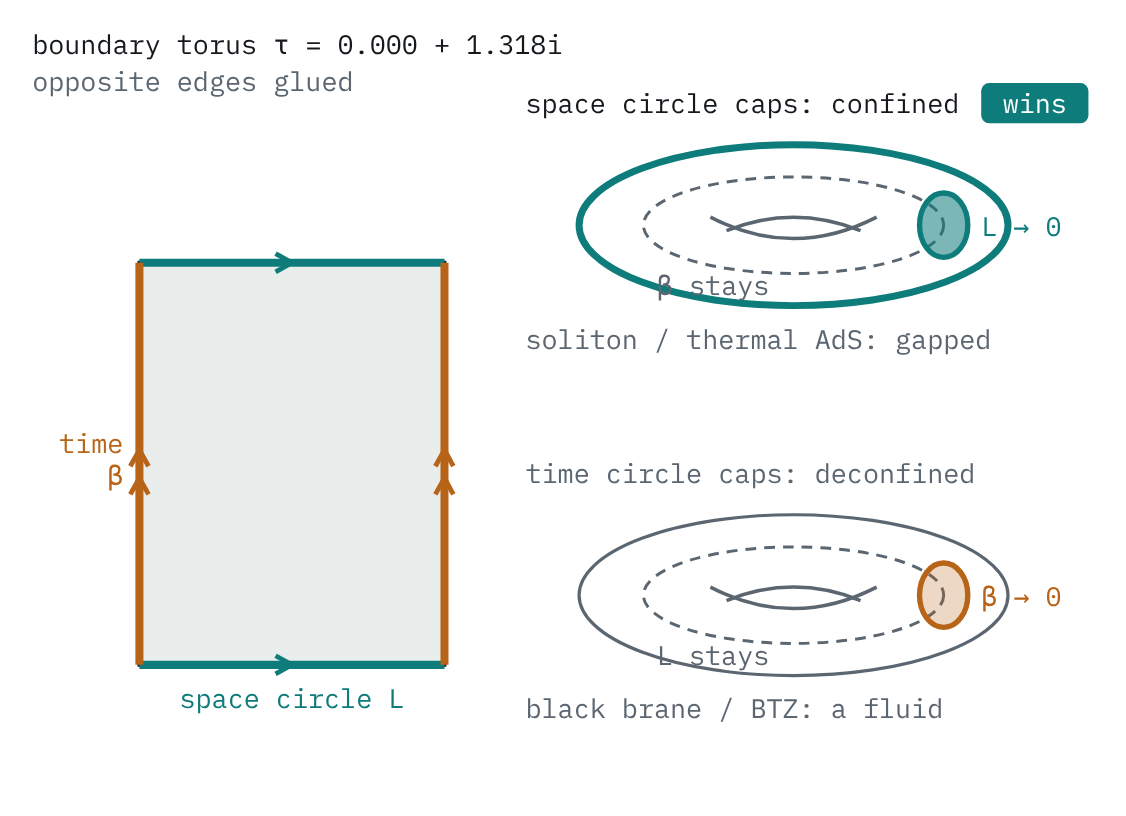 boundary torus τ = 0.000 + 1.318i
opposite edges glued
space circle caps: confined wins
L → 0
β stays
soliton / thermal AdS: gapped
time
β
time circle caps: deconfined
β → 0
L stays
space circle L
black brane / BTZ: a fluid